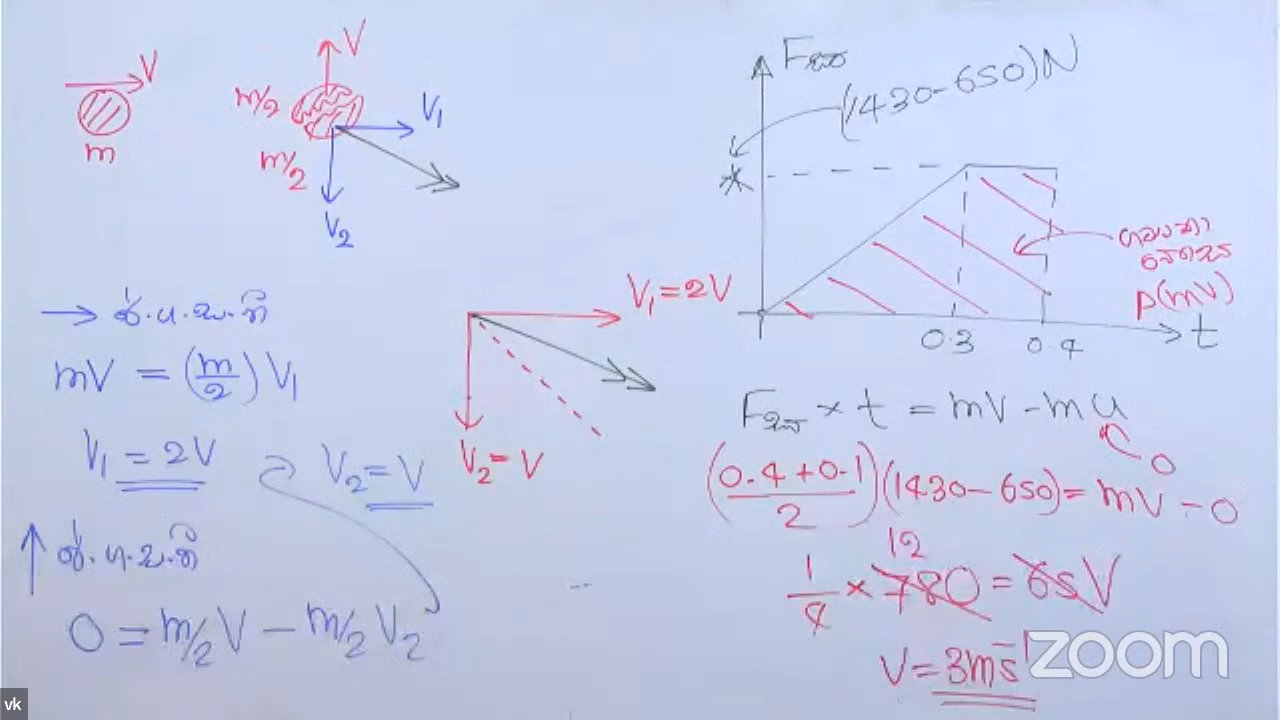 V
m
V
m/2
m/2
V₁
V₂
V₁ = 2V
V₂ = V
mV = (m/2) V₁
V₁ = 2V
V₂ = V
0 = m/2 V − m/2 V₂
F
(1430-650)N
P(mV)
0.3
0.4
t
× t = mV - mu
0
((0.4 + 0.1)/2)(1430 - 650) = mV - 0
12
1/4 × 780 = 65V
V = 3ms⁻¹
zoom
vk